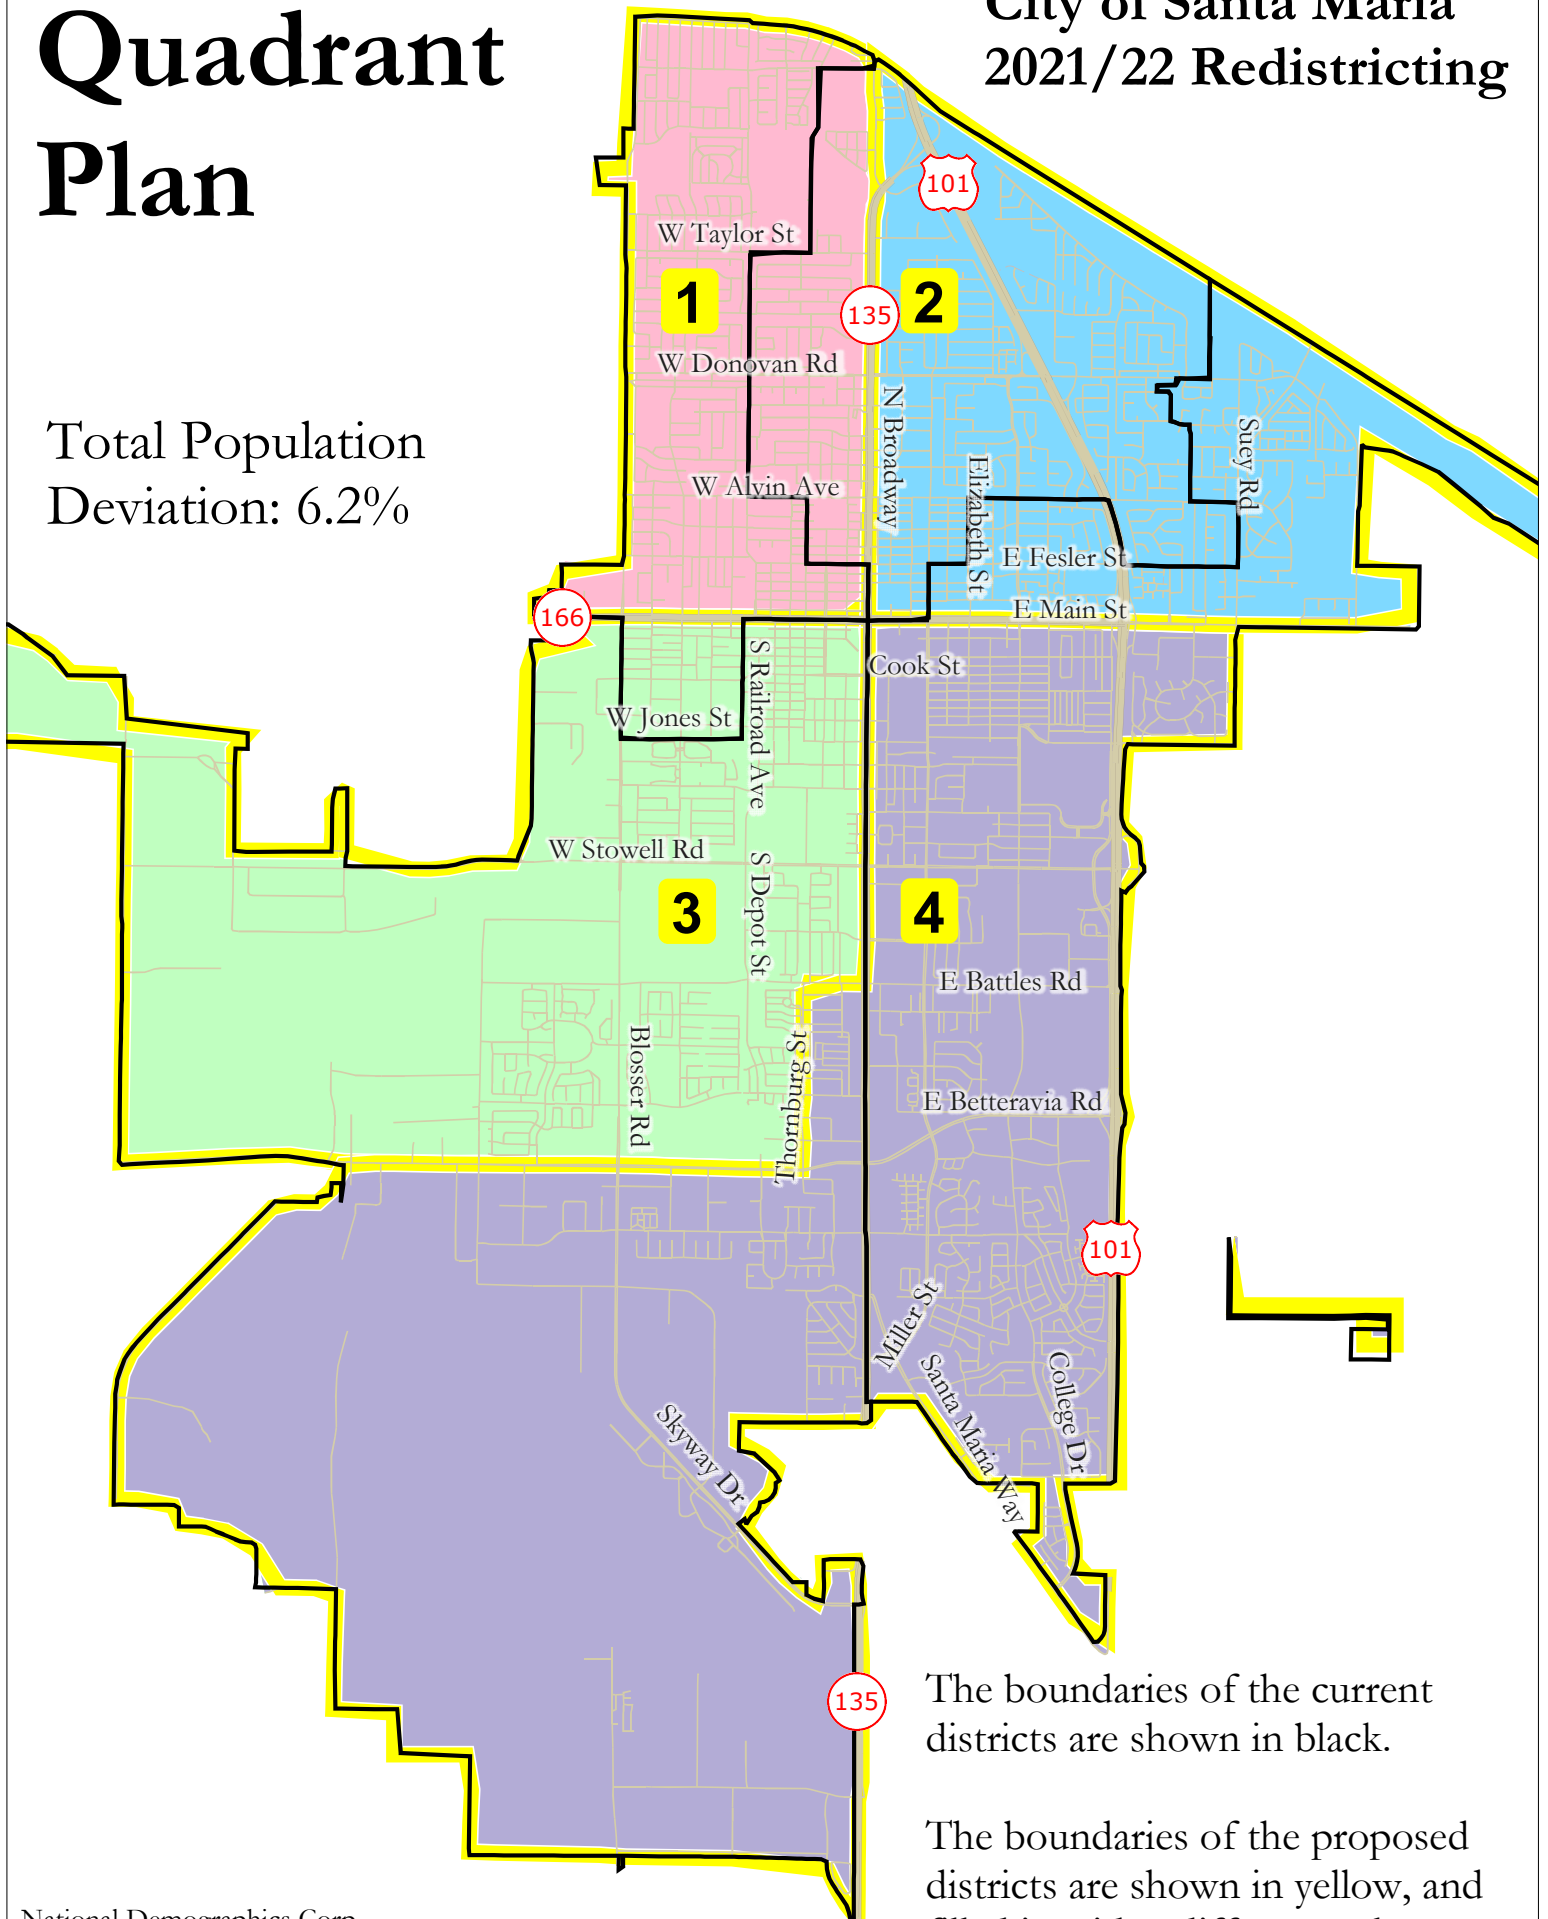 Quadrant
Plan
City of Santa Maria
2021/22 Redistricting
Total Population
Deviation: 6.2%
101
W Taylor St
1
135
2
W Donovan Rd
N Broadway
Suey Rd
Elizabeth St
W Alvin Ave
E Fesler St
E Main St
166
Cook St
S Railroad Ave
W Jones St
W Stowell Rd
S Depot St
3
4
E Battles Rd
Blosser Rd
Thornburg St
E Betteravia Rd
101
Miller St
Santa Maria Way
College Dr
Skyway Dr
135
The boundaries of the current
districts are shown in black.
The boundaries of the proposed
districts are shown in yellow, and
National Demographics Corp